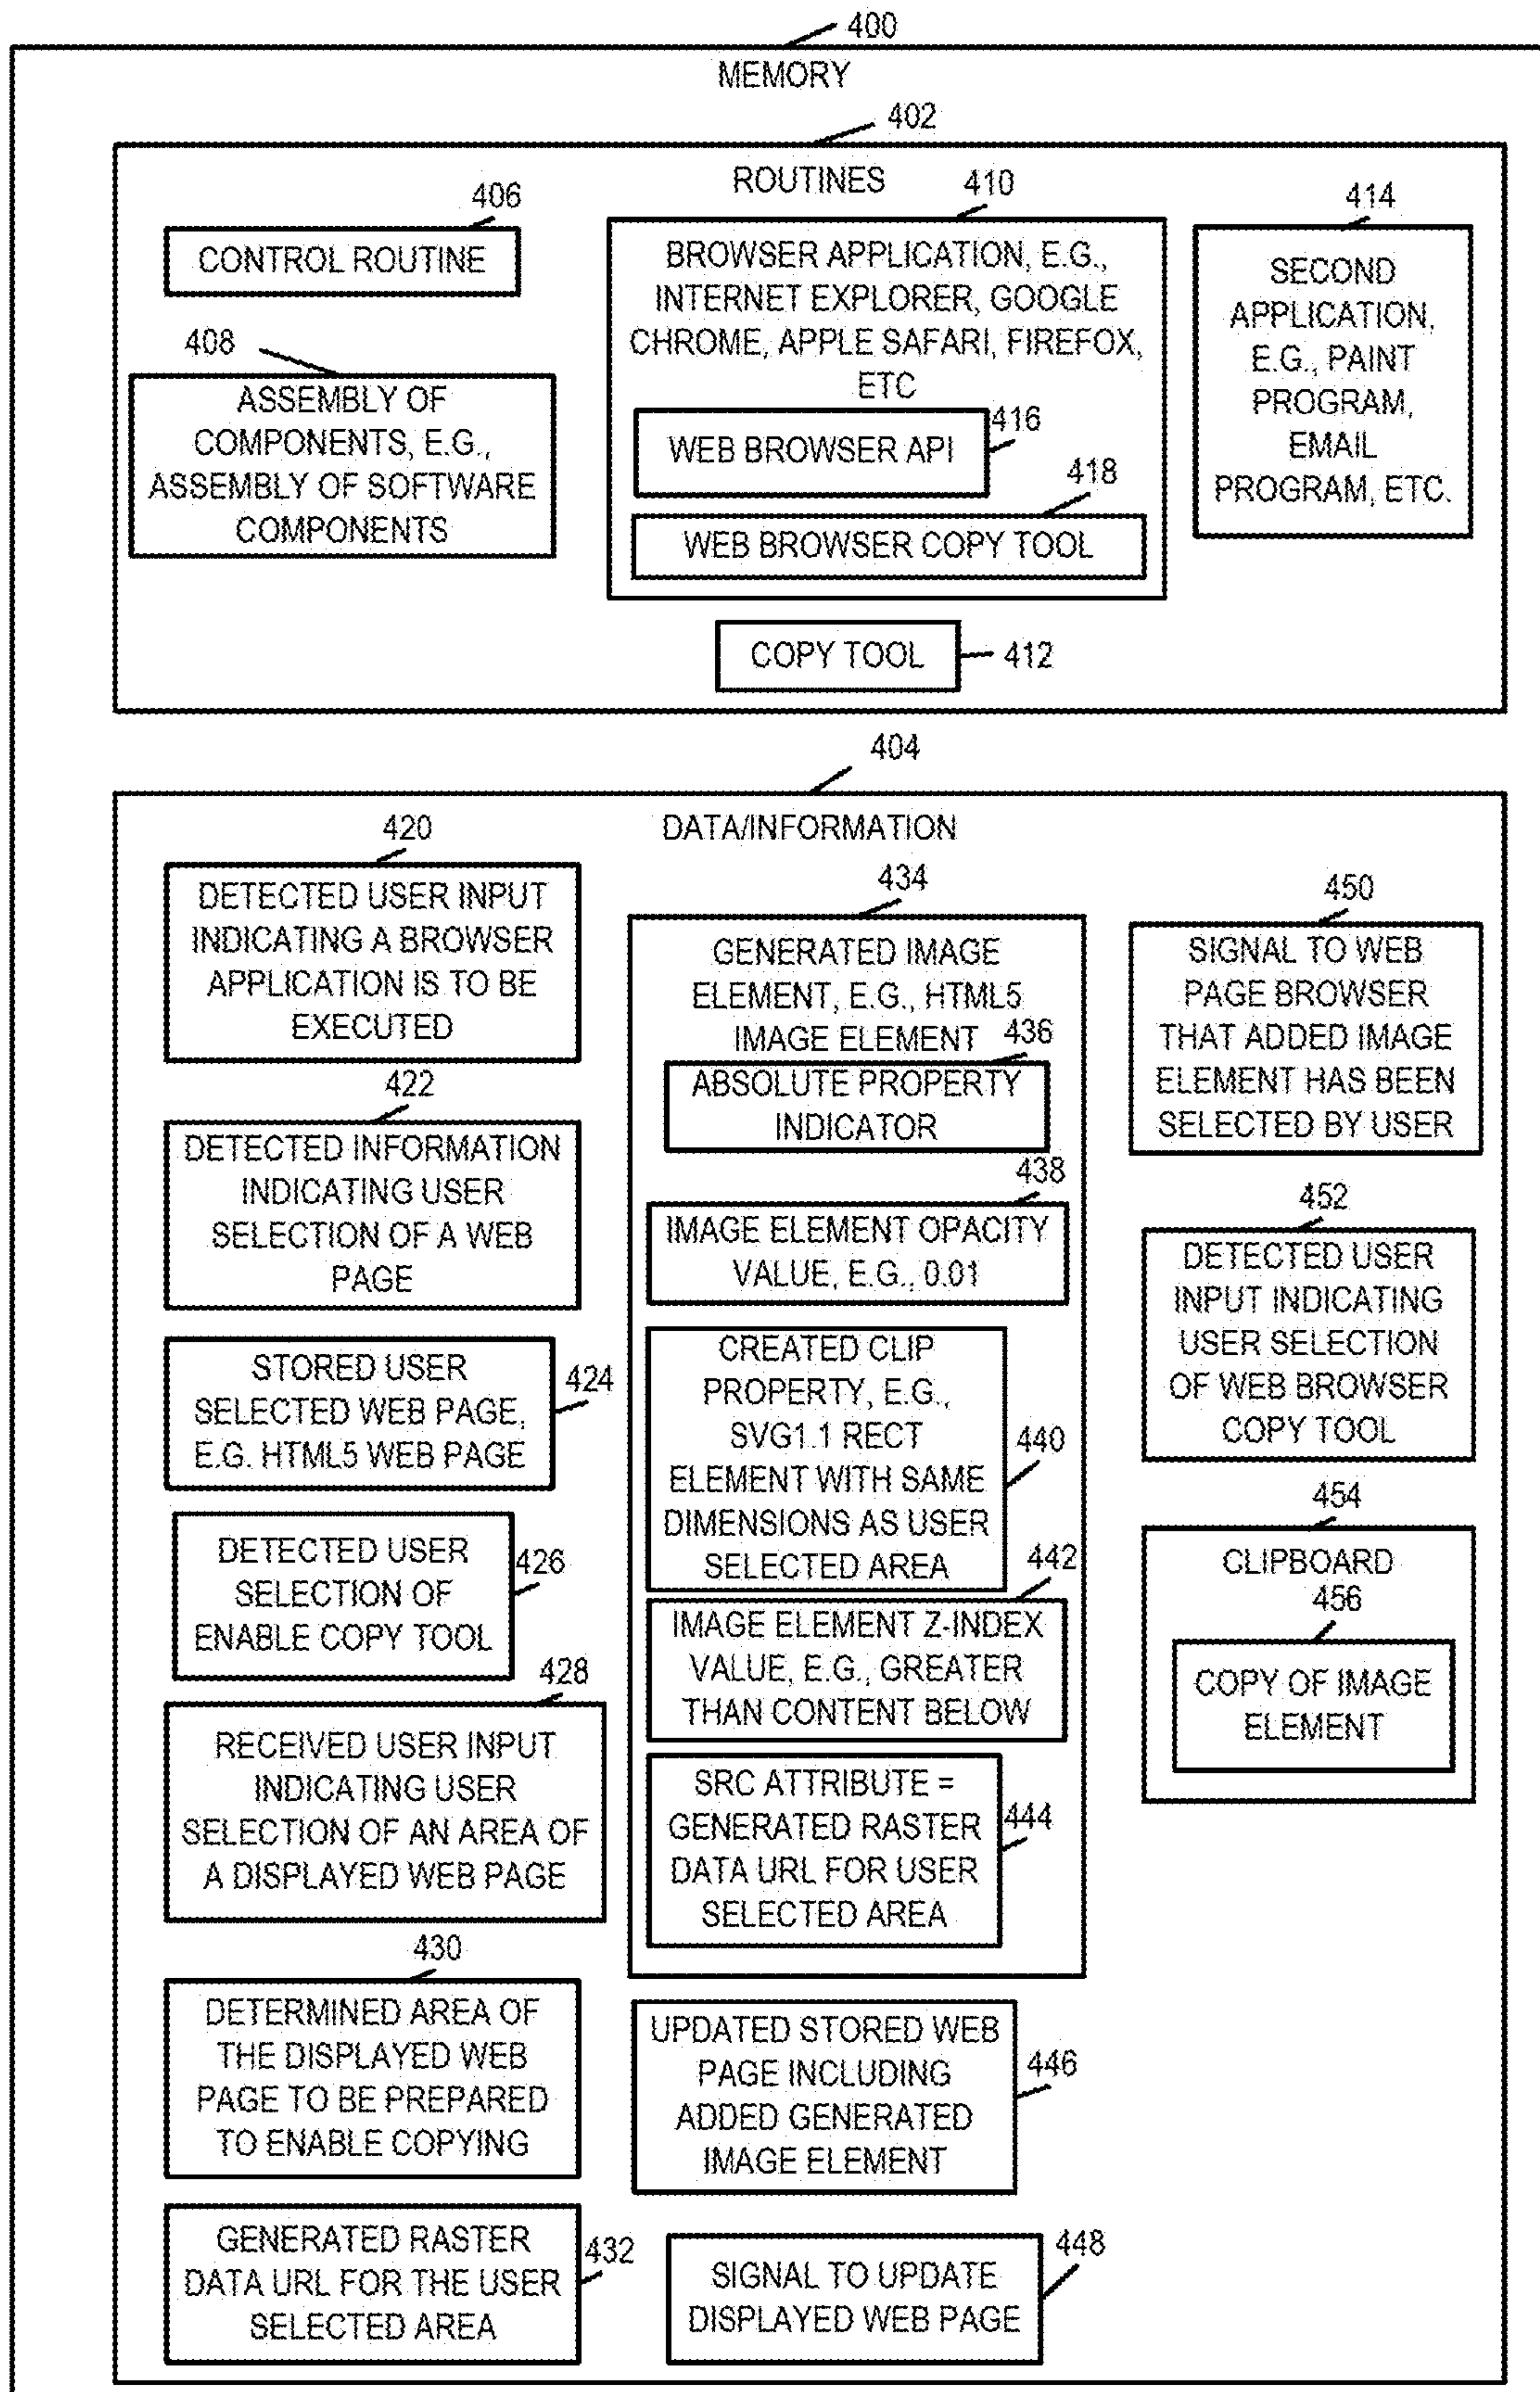 400
MEMORY
402
ROUTINES
406
CONTROL ROUTINE
408
ASSEMBLY OF
COMPONENTS, E.G.,
ASSEMBLY OF SOFTWARE
COMPONENTS
410
BROWSER APPLICATION, E.G.,
INTERNET EXPLORER, GOOGLE
CHROME, APPLE SAFARI, FIREFOX,
ETC
416
WEB BROWSER API
418
WEB BROWSER COPY TOOL
414
SECOND
APPLICATION,
E.G., PAINT
PROGRAM,
EMAIL
PROGRAM, ETC.
COPY TOOL
412
404
DATA/INFORMATION
420
DETECTED USER INPUT
INDICATING A BROWSER
APPLICATION IS TO BE
EXECUTED
422
DETECTED INFORMATION
INDICATING USER
SELECTION OF A WEB
PAGE
STORED USER
SELECTED WEB PAGE,
E.G. HTML5 WEB PAGE
424
DETECTED USER
SELECTION OF
ENABLE COPY TOOL
426
428
RECEIVED USER INPUT
INDICATING USER
SELECTION OF AN AREA OF
A DISPLAYED WEB PAGE
430
DETERMINED AREA OF
THE DISPLAYED WEB
PAGE TO BE PREPARED
TO ENABLE COPYING
GENERATED RASTER
DATA URL FOR THE USER
SELECTED AREA
432
434
GENERATED IMAGE
ELEMENT, E.G., HTML5
IMAGE ELEMENT
436
ABSOLUTE PROPERTY
INDICATOR
438
IMAGE ELEMENT OPACITY
VALUE, E.G., 0.01
CREATED CLIP
PROPERTY, E.G.,
SVG1.1 RECT
ELEMENT WITH SAME
DIMENSIONS AS USER
SELECTED AREA
440
442
IMAGE ELEMENT Z-INDEX
VALUE, E.G., GREATER
THAN CONTENT BELOW
SRC ATTRIBUTE =
GENERATED RASTER
DATA URL FOR USER
SELECTED AREA
444
UPDATED STORED WEB
PAGE INCLUDING
ADDED GENERATED
IMAGE ELEMENT
446
SIGNAL TO UPDATE
DISPLAYED WEB PAGE
448
450
SIGNAL TO WEB
PAGE BROWSER
THAT ADDED IMAGE
ELEMENT HAS BEEN
SELECTED BY USER
452
DETECTED USER
INPUT INDICATING
USER SELECTION
OF WEB BROWSER
COPY TOOL
454
CLIPBOARD
456
COPY OF IMAGE
ELEMENT